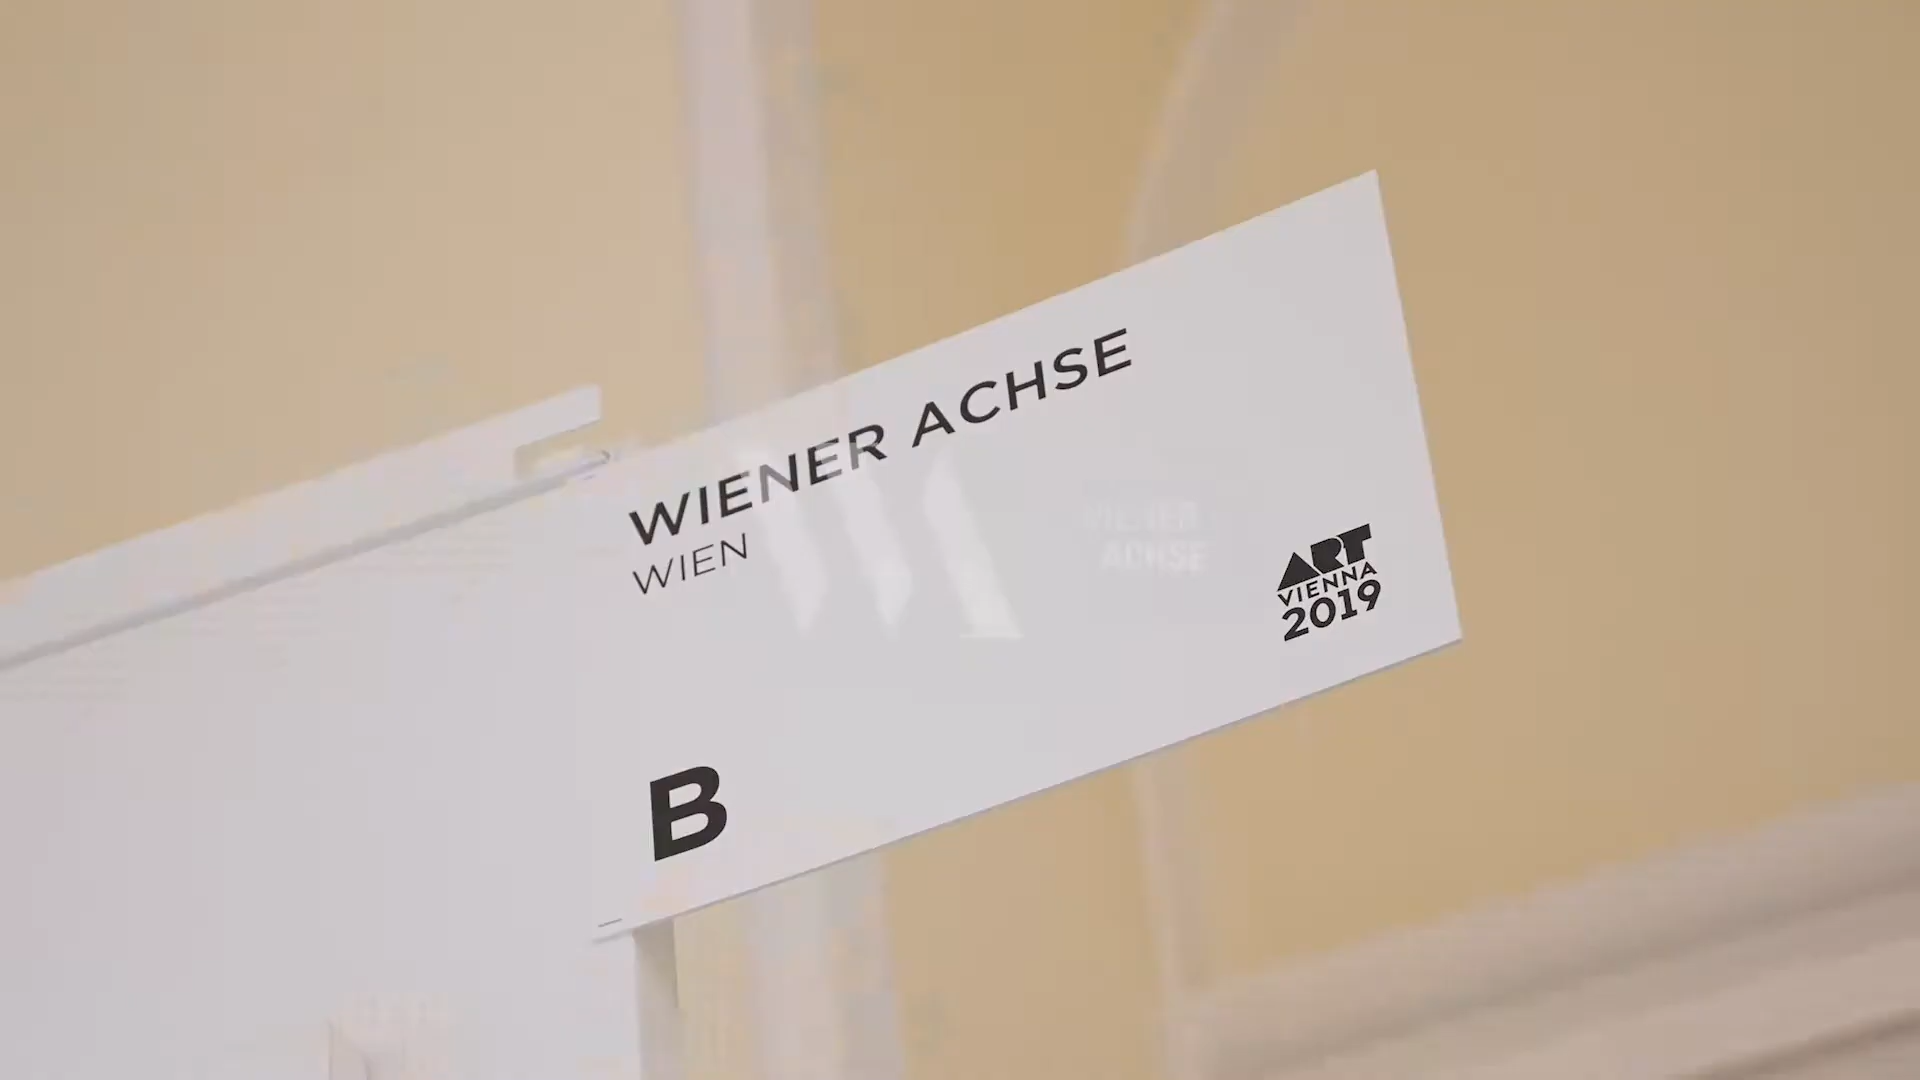 WIENER ACHSE
WIEN
WIENER
ACHSE
ART
VIENNA
2019
B